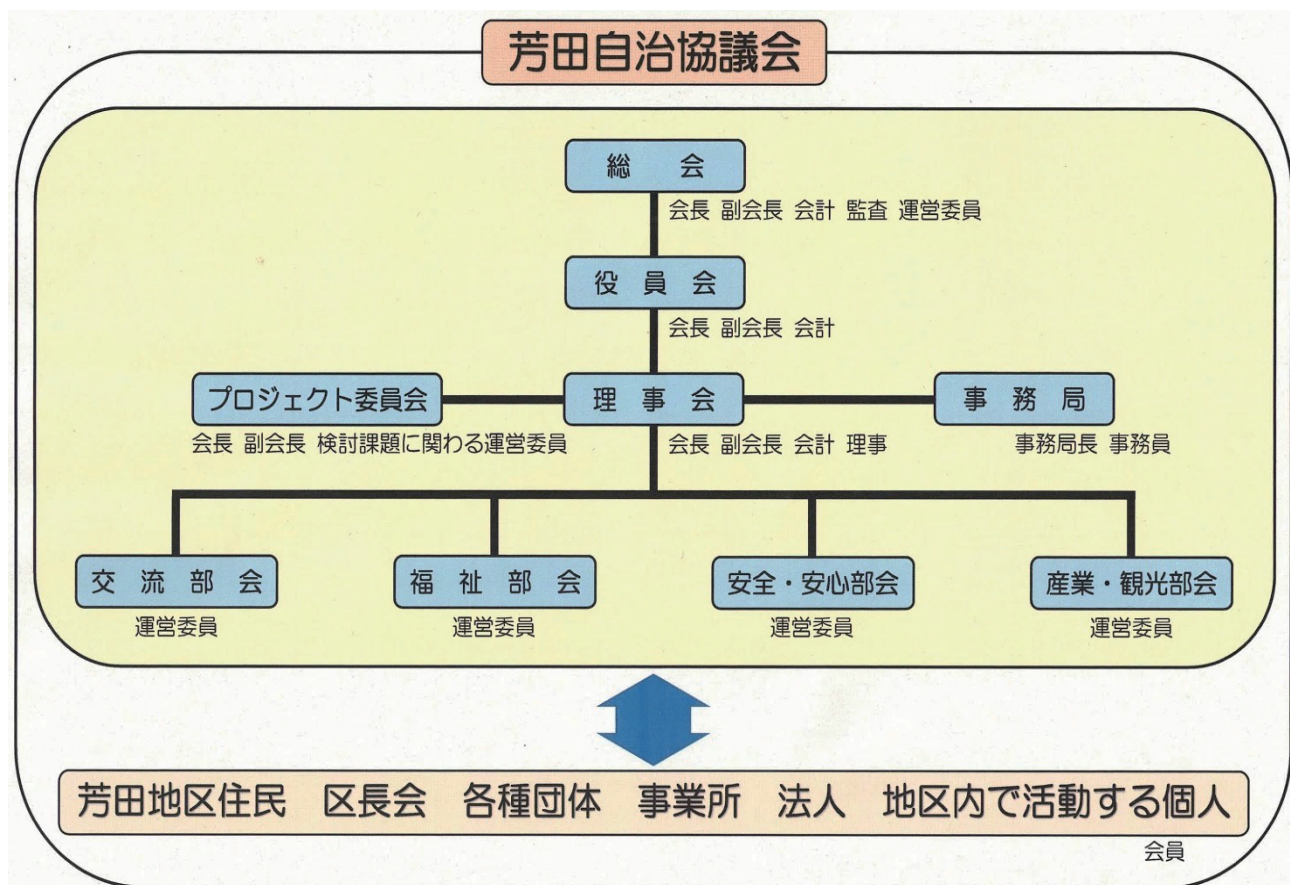 芳田自治協議会
総会
会長 副会長 会計 監査 運営委員
役員会
会長 副会長 会計
プロジェクト委員会
理事会
事務局
会長 副会長 検討課題に関わる運営委員
会長 副会長 会計 理事
事務局長 事務員
交流部会
福祉部会
安全・安心部会
産業・観光部会
運営委員
運営委員
運営委員
運営委員
芳田地区住民 区長会 各種団体 事業所 法人 地区内で活動する個人
会員